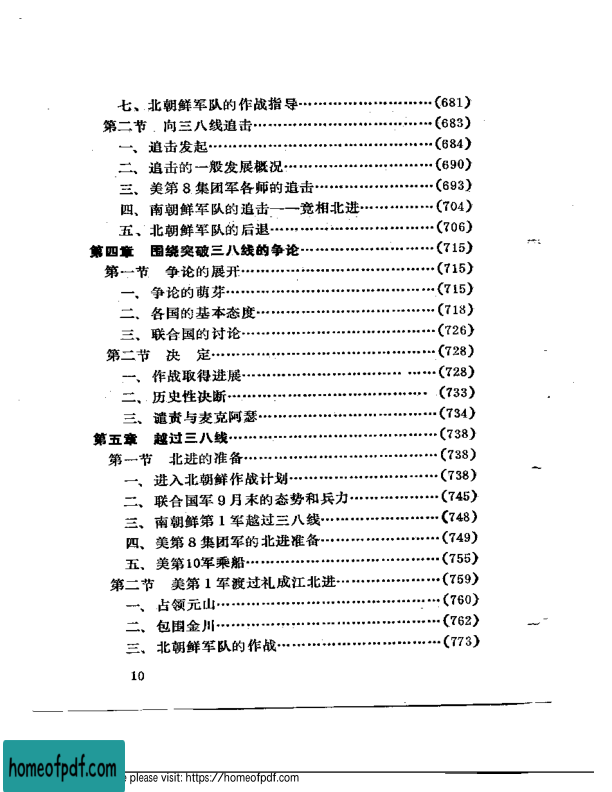 七、北朝鲜军队的作战指导…………………………(681)
第二节 向三八线追击…………………………………(683)
一、追击发起……………………………………………(684)
二、追击的一般发展概况………………………………(690)
三、美第8集团军各师的追击…………………………(693)
四、南朝鲜军队的追击——竞相北进………………(704)
五、北朝鲜军队的后退…………………………………(706)
第四章 围绕突破三八线的争论…………………………(715)
第一节 争论的展开……………………………………(715)
一、争论的萌芽…………………………………………(715)
二、各国的基本态度……………………………………(718)
三、联合国的讨论………………………………………(726)
第二节 决 定…………………………………………(728)
一、作战取得进展………………………………………(728)
二、历史性决断…………………………………………(733)
三、谴责与麦克阿瑟……………………………………(734)
第五章 越过三八线………………………………………(738)
第一节 北进的准备……………………………………(738)
一、进入北朝鲜作战计划………………………………(738)
二、联合国军9月末的态势和兵力……………………(745)
三、南朝鲜第1军越过三八线…………………………(748)
四、美第8集团军的北进准备…………………………(749)
五、美第10军乘船………………………………………(755)
第二节 美第1军渡过礼成江北进……………………(759)
一、占领元山……………………………………………(760)
二、包围金川……………………………………………(762)
三、北朝鲜军队的作战…………………………………(773)
10
homeofpdf.com
please visit: https://homeofpdf.com